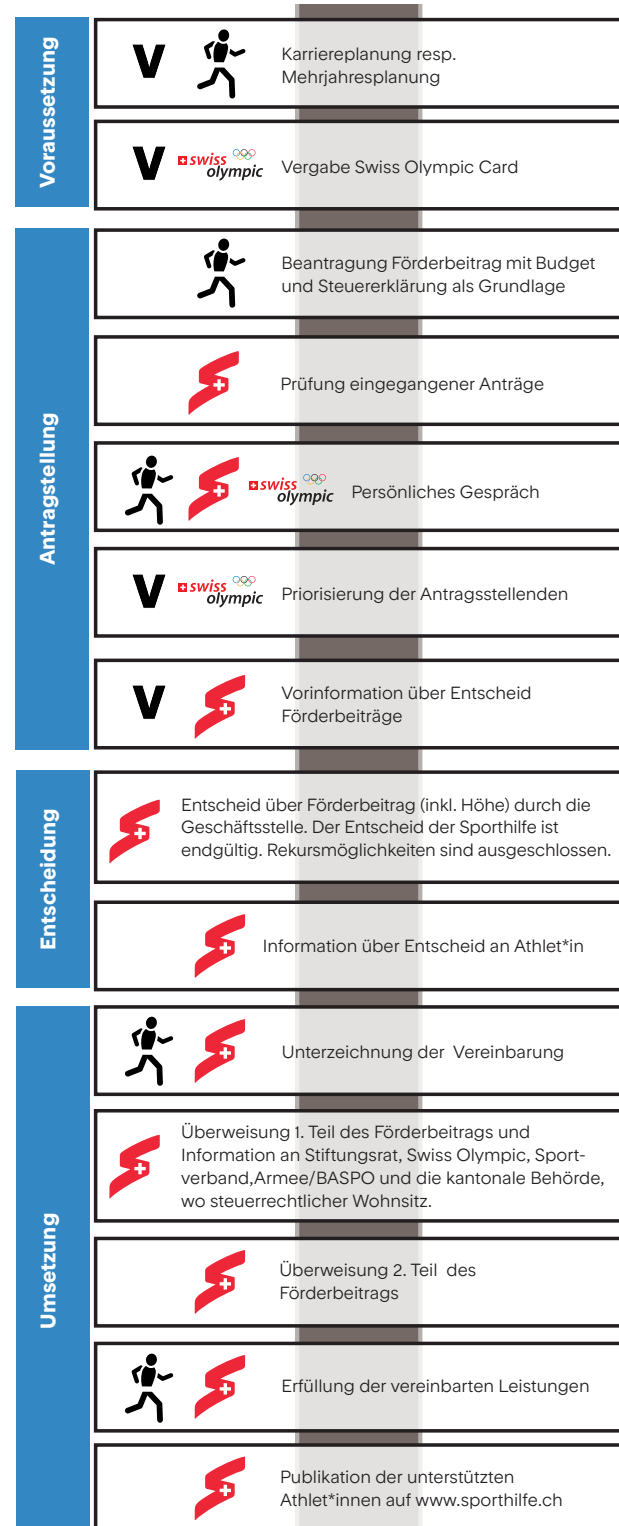 Voraussetzung
V
Karriereplanung resp.
Mehrjahresplanung
V
swiss
olympic
Vergabe Swiss Olympic Card
Antragstellung
Beantragung Förderbeitrag mit Budget
und Steuererklärung als Grundlage
Prüfung eingegangener Anträge
swiss
olympic
Persönliches Gespräch
V
swiss
olympic
Priorisierung der Antragsstellenden
V
Vorinformation über Entscheid
Förderbeiträge
Entscheidung
Entscheid über Förderbeitrag (inkl. Höhe) durch die
Geschäftsstelle. Der Entscheid der Sporthilfe ist
endgültig. Rekursmöglichkeiten sind ausgeschlossen.
Information über Entscheid an Athlet*in
Umsetzung
Unterzeichnung der Vereinbarung
Überweisung 1. Teil des Förderbeitrags und
Information an Stiftungsrat, Swiss Olympic, Sport-
verband,Armee/BASPO und die kantonale Behörde,
wo steuerrechtlicher Wohnsitz.
Überweisung 2. Teil des
Förderbeitrags
Erfüllung der vereinbarten Leistungen
Publikation der unterstützten
Athlet*innen auf www.sporthilfe.ch